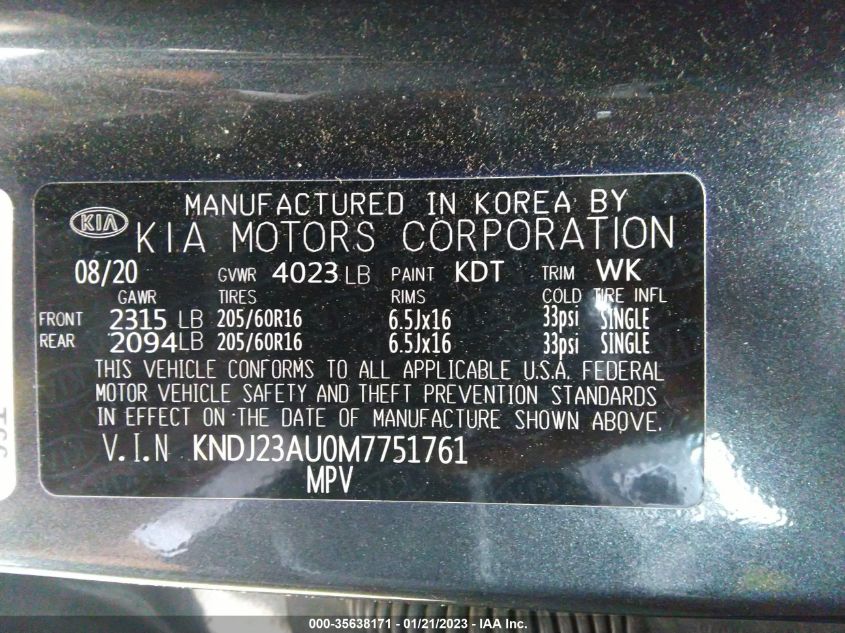 MANUFACTURED IN KOREA BY
KIA KIA MOTORS CORPORATION
08/20 GVWR 4023 LB PAINT KDT TRIM WK
GAWR TIRES RIMS COLD TIRE INFL
FRONT 2315 LB 205/60R16 6.5Jx16 33psi SINGLE
REAR 2094 LB 205/60R16 6.5Jx16 33psi SINGLE
THIS VEHICLE CONFORMS TO ALL APPLICABLE U.S.A. FEDERAL
MOTOR VEHICLE SAFETY AND THEFT PREVENTION STANDARDS
IN EFFECT ON THE DATE OF MANUFACTURE SHOWN ABOVE.
V.I.N KNDJ23AU0M7751761
MPV
000-35638171 - 01/21/2023 - IAA Inc.